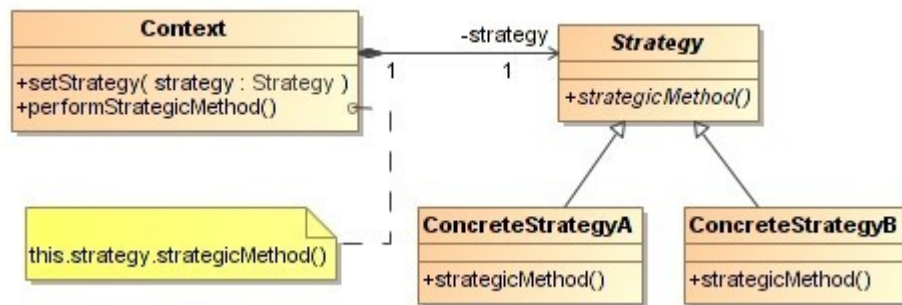 Context
+setStrategy( strategy : Strategy )
+performStrategicMethod()
-strategy
1
1
Strategy
+strategicMethod()
this.strategy.strategicMethod()
ConcreteStrategyA
+strategicMethod()
ConcreteStrategyB
+strategicMethod()